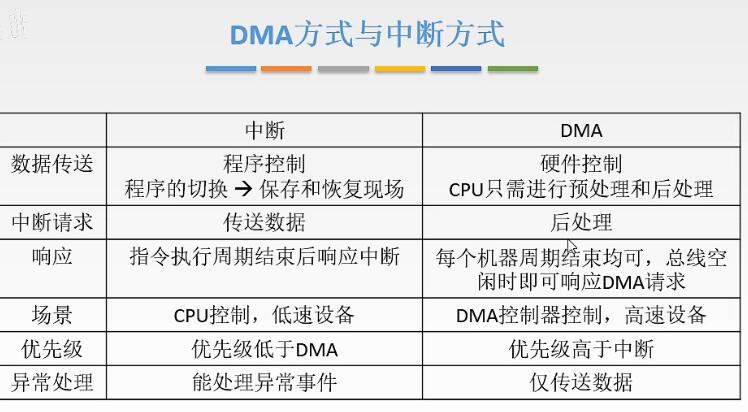 DMA方式与中断方式
中断 DMA
数据传送 程序控制 硬件控制
程序的切换 → 保存和恢复现场 CPU只需进行预处理和后处理
中断请求 传送数据 后处理
响应 指令执行周期结束后响应中断 每个机器周期结束均可，总线空
闲时即可响应DMA请求
场景 CPU控制，低速设备 DMA控制器控制，高速设备
优先级 优先级低于DMA 优先级高于中断
异常处理 能处理异常事件 仅传送数据